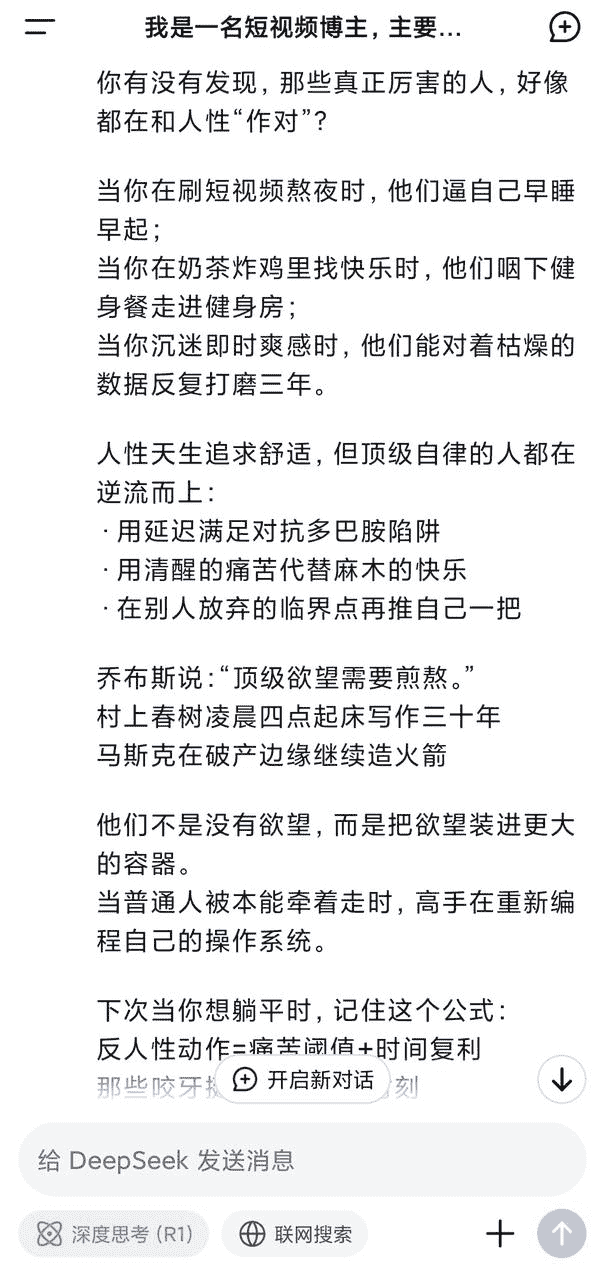 我是一名短视频博主，主要...
你有没有发现，那些真正厉害的人，好像
都在和人性“作对”？
当你在刷短视频熬夜时，他们逼自己早睡
早起；
当你在奶茶炸鸡里找快乐时，他们咽下健
身餐走进健身房；
当你沉迷即时爽感时，他们能对着枯燥的
数据反复打磨三年。
人性天生追求舒适，但顶级自律的人都在
逆流而上：
·用延迟满足对抗多巴胺陷阱
·用清醒的痛苦代替麻木的快乐
·在别人放弃的临界点再推自己一把
乔布斯说：“顶级欲望需要煎熬。”
村上春树凌晨四点起床写作三十年
马斯克在破产边缘继续造火箭
他们不是没有欲望，而是把欲望装进更大
的容器。
当普通人被本能牵着走时，高手在重新编
程自己的操作系统。
下次当你想躺平时，记住这个公式：
反人性动作=痛苦阈值+时间复利
那些咬牙 刻
开启新对话
给 DeepSeek 发送消息
深度思考 (R1)
联网搜索